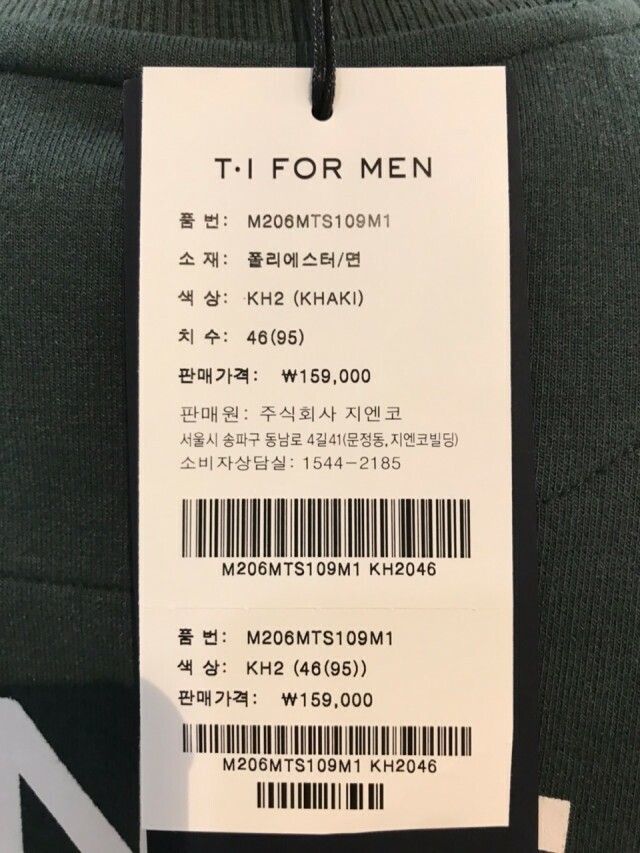 T·I FOR MEN
품 번: M206MTS109M1
소 재: 폴리에스터/면
색 상: KH2 (KHAKI)
치 수: 46(95)
판매가격: ₩159,000
판매원: 주식회사 지엔코
서울시 송파구 동남로 4길41(문정동,지엔코빌딩)
소비자상담실: 1544-2185
M206MTS109M1 KH2046
품 번: M206MTS109M1
색 상: KH2 (46(95))
판매가격: ₩159,000
M206MTS109M1 KH2046